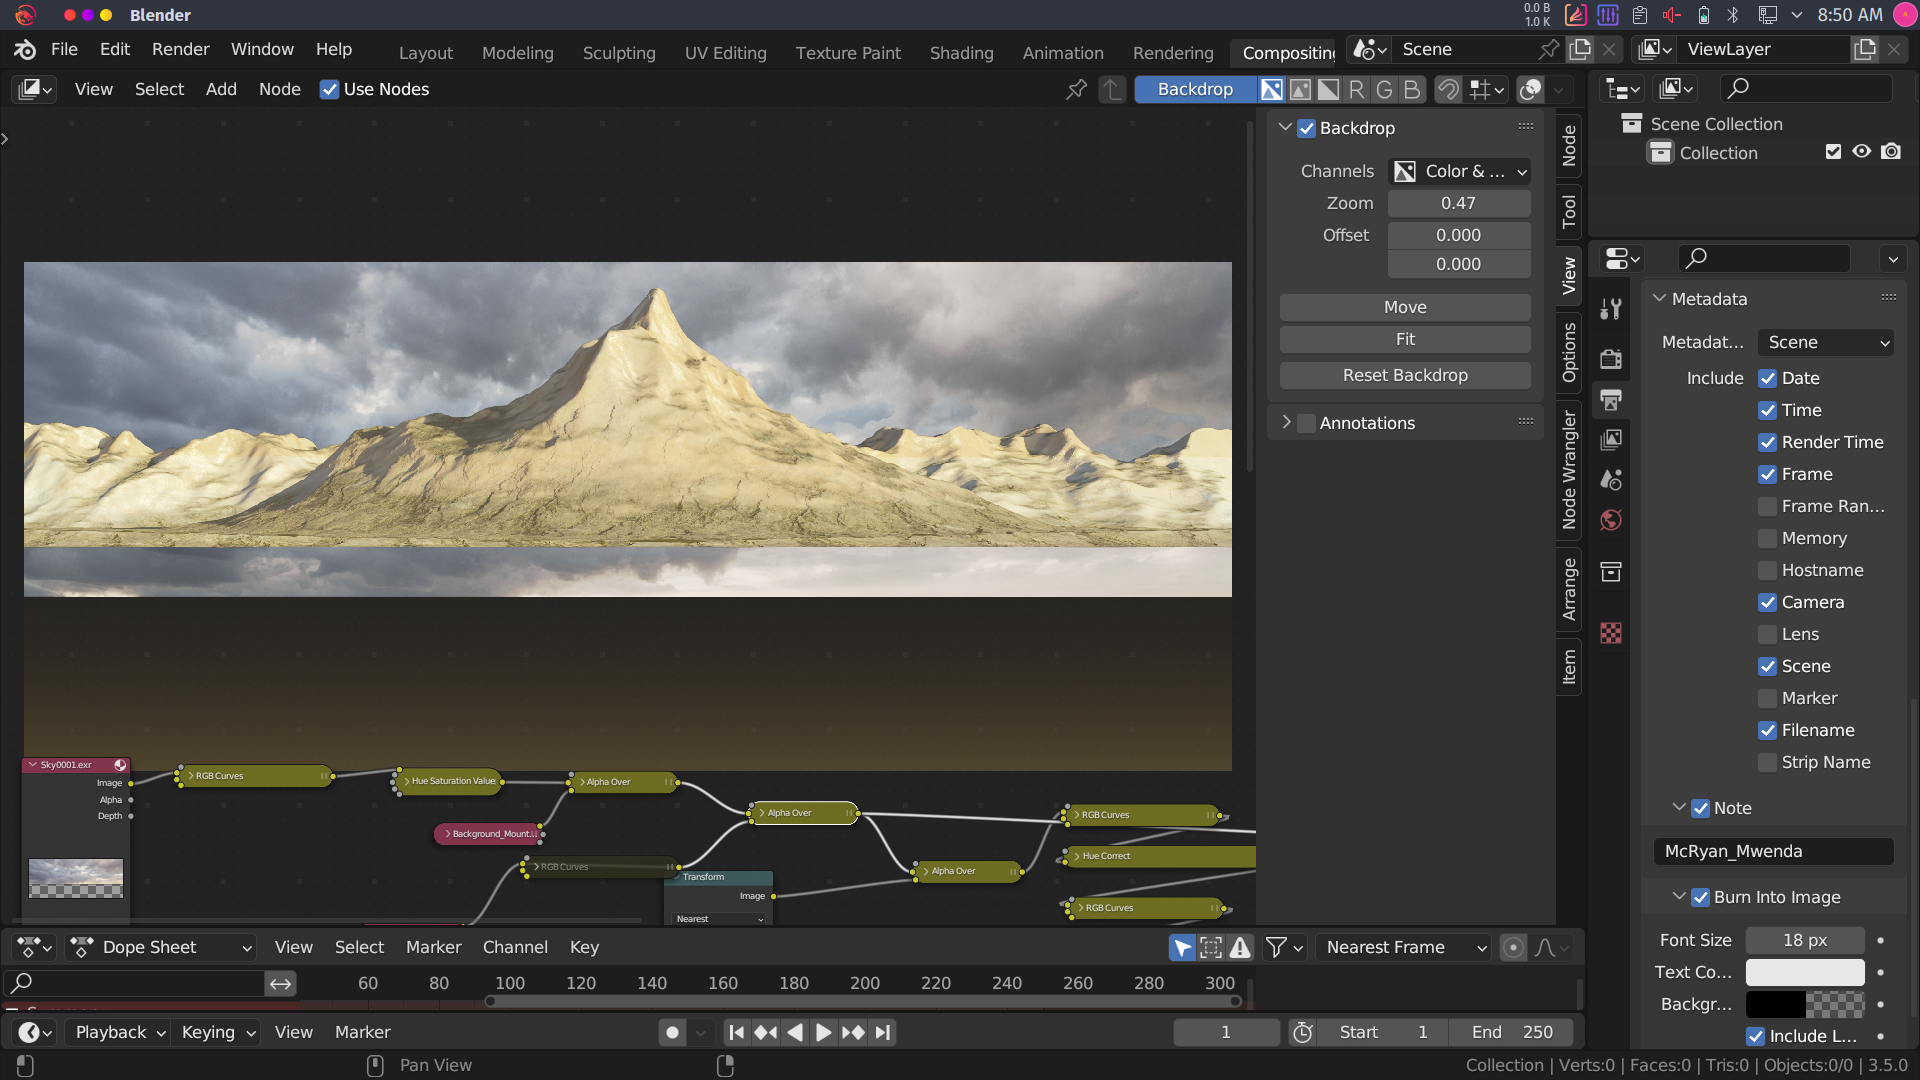 Blender
0.0 B
1.0 K
8:50 AM
File Edit Render Window Help
Layout Modeling Sculpting UV Editing Texture Paint Shading Animation Rendering Compositing
Scene
ViewLayer
View Select Add Node Use Nodes
Backdrop
R G B
Backdrop
Channels Color & ...
Zoom 0.47
Offset 0.000
0.000
Move
Fit
Reset Backdrop
Annotations
Node
Tool
View
Options
Node Wrangler
Arrange
Item
Scene Collection
Collection
Metadata
Metadat... Scene
Include Date
Time
Render Time
Frame
Frame Ran...
Memory
Hostname
Camera
Lens
Scene
Marker
Filename
Strip Name
Note
McRyan_Mwenda
Burn Into Image
Font Size 18 px
Text Co...
Backgr...
Include L...
Sky0001.exr
Image
Alpha
Depth
RGB Curves
Hue Saturation Value
Alpha Over
Background_Mount...
RGB Curves
Alpha Over
Transform
Image
Nearest
Alpha Over
RGB Curves
Hue Correct
RGB Curves
Dope Sheet View Select Marker Channel Key
Nearest Frame
60 80 100 120 140 160 180 200 220 240 260 280 300
Playback Keying View Marker
1
Start 1
End 250
Pan View
Collection | Verts:0 | Faces:0 | Tris:0 | Objects:0/0 | 3.5.0